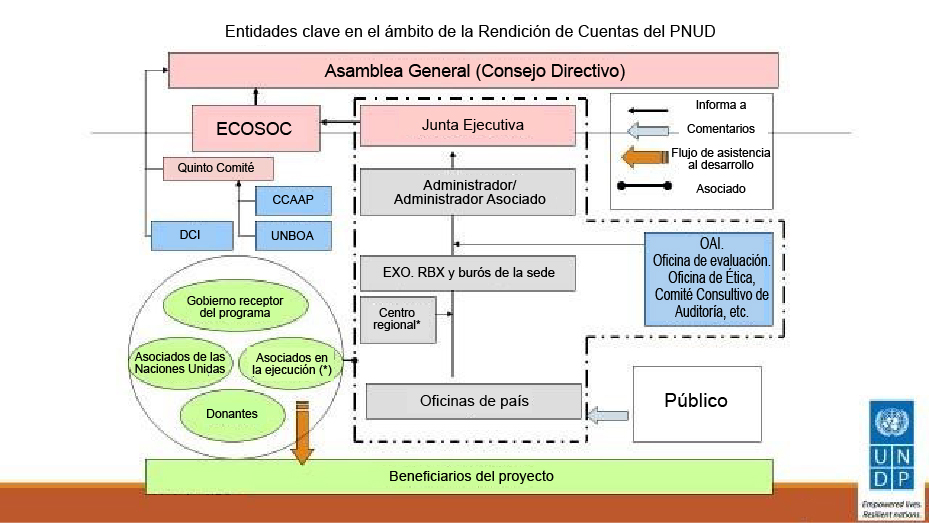 Entidades clave en el ámbito de la Rendición de Cuentas del PNUD
Asamblea General (Consejo Directivo)
ECOSOC
Junta Ejecutiva
Informa a
Comentarios
Flujo de asistencia
al desarrollo
Asociado
Quinto Comité
CCAAP
DCI
UNBOA
Administrador/
Administrador Asociado
OAI.
Oficina de evaluación.
Oficina de Ética,
Comité Consultivo de
Auditoría, etc.
EXO. RBX y burós de la sede
Centro
regional*
Gobierno receptor
del programa
Asociados de las
Naciones Unidas
Asociados en
la ejecución (*)
Donantes
Oficinas de país
Público
Beneficiarios del proyecto
U N
D P
Empowered lives.
Resilient nations.